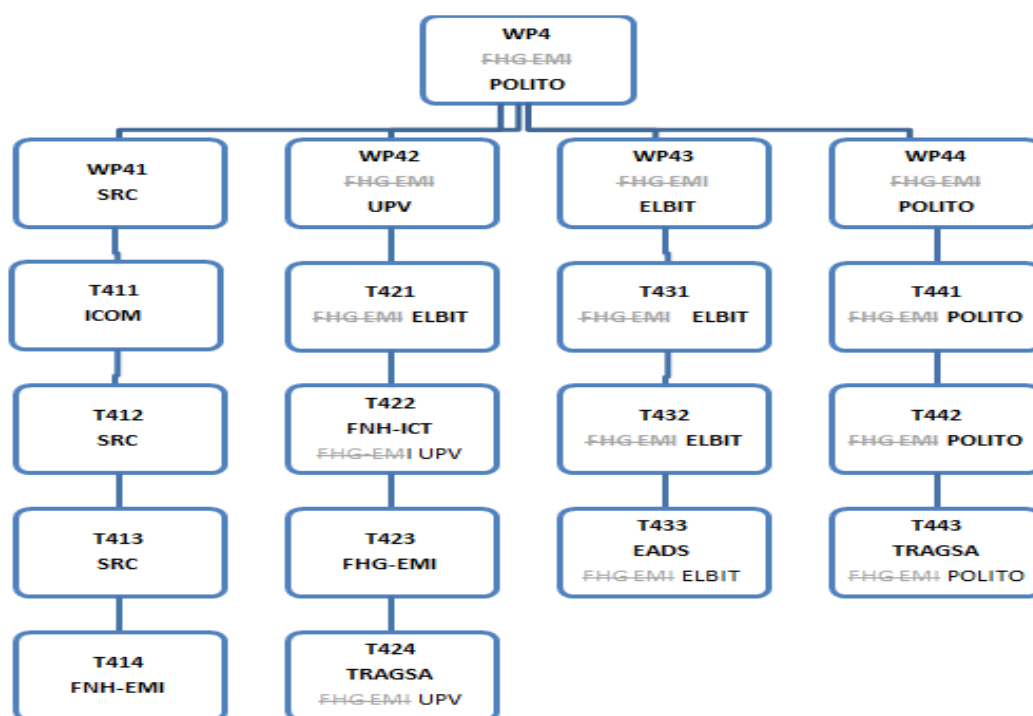 WP4
FHG EMI
POLITO
WP41
SRC
WP42
FHG EMI
UPV
WP43
FHG EMI
ELBIT
WP44
FHG EMI
POLITO
T411
ICOM
T421
FHG EMI ELBIT
T431
FHG EMI ELBIT
T441
FHG EMI POLITO
T412
SRC
T422
FNH-ICT
FHG-EMI UPV
T432
FHG EMI ELBIT
T442
FHG EMI POLITO
T413
SRC
T423
FHG-EMI
T433
EADS
FHG EMI ELBIT
T443
TRAGSA
FHG EMI POLITO
T414
FNH-EMI
T424
TRAGSA
FHG EMI UPV